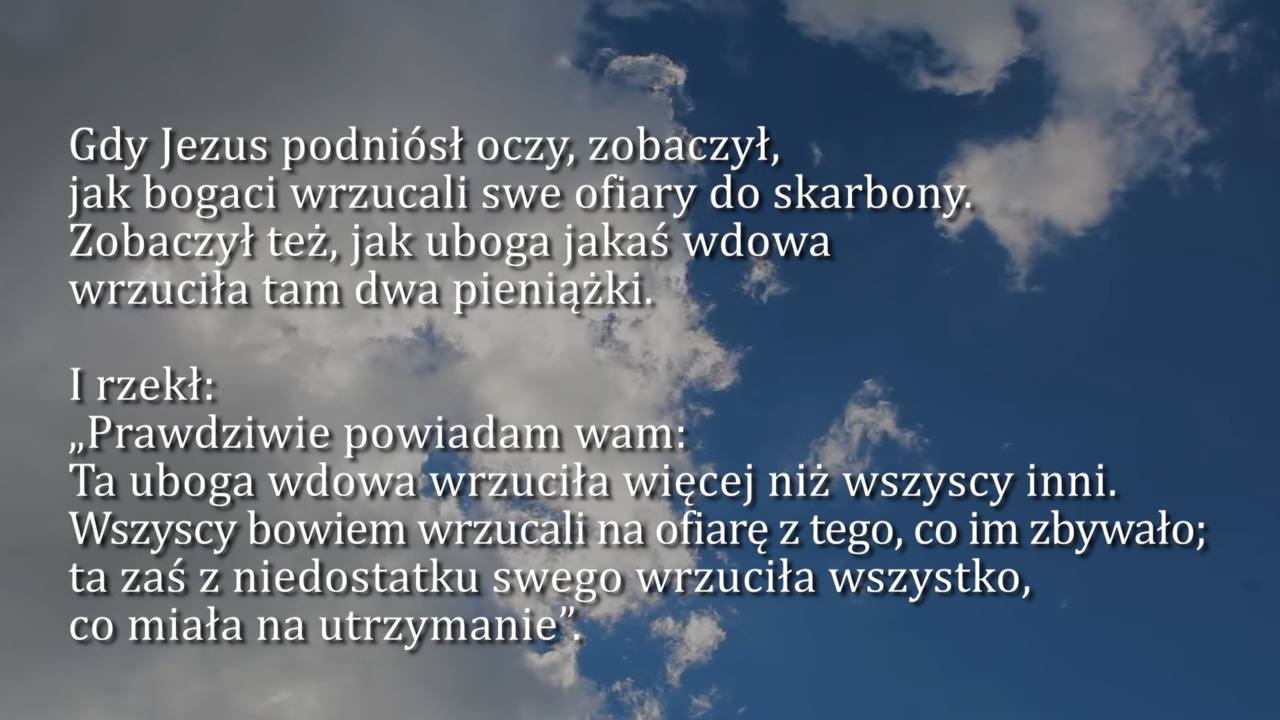 Gdy Jezus podniósł oczy, zobaczył,
jak bogaci wrzucali swe ofiary do skarbony.
Zobaczył też, jak uboga jakaś wdowa
wrzuciła tam dwa pieniążki.
I rzekł:
„Prawdziwie powiadam wam:
Ta uboga wdowa wrzuciła więcej niż wszyscy inni.
Wszyscy bowiem wrzucali na ofiarę z tego, co im zbywało;
ta zaś z niedostatku swego wrzuciła wszystko,
co miała na utrzymanie”.